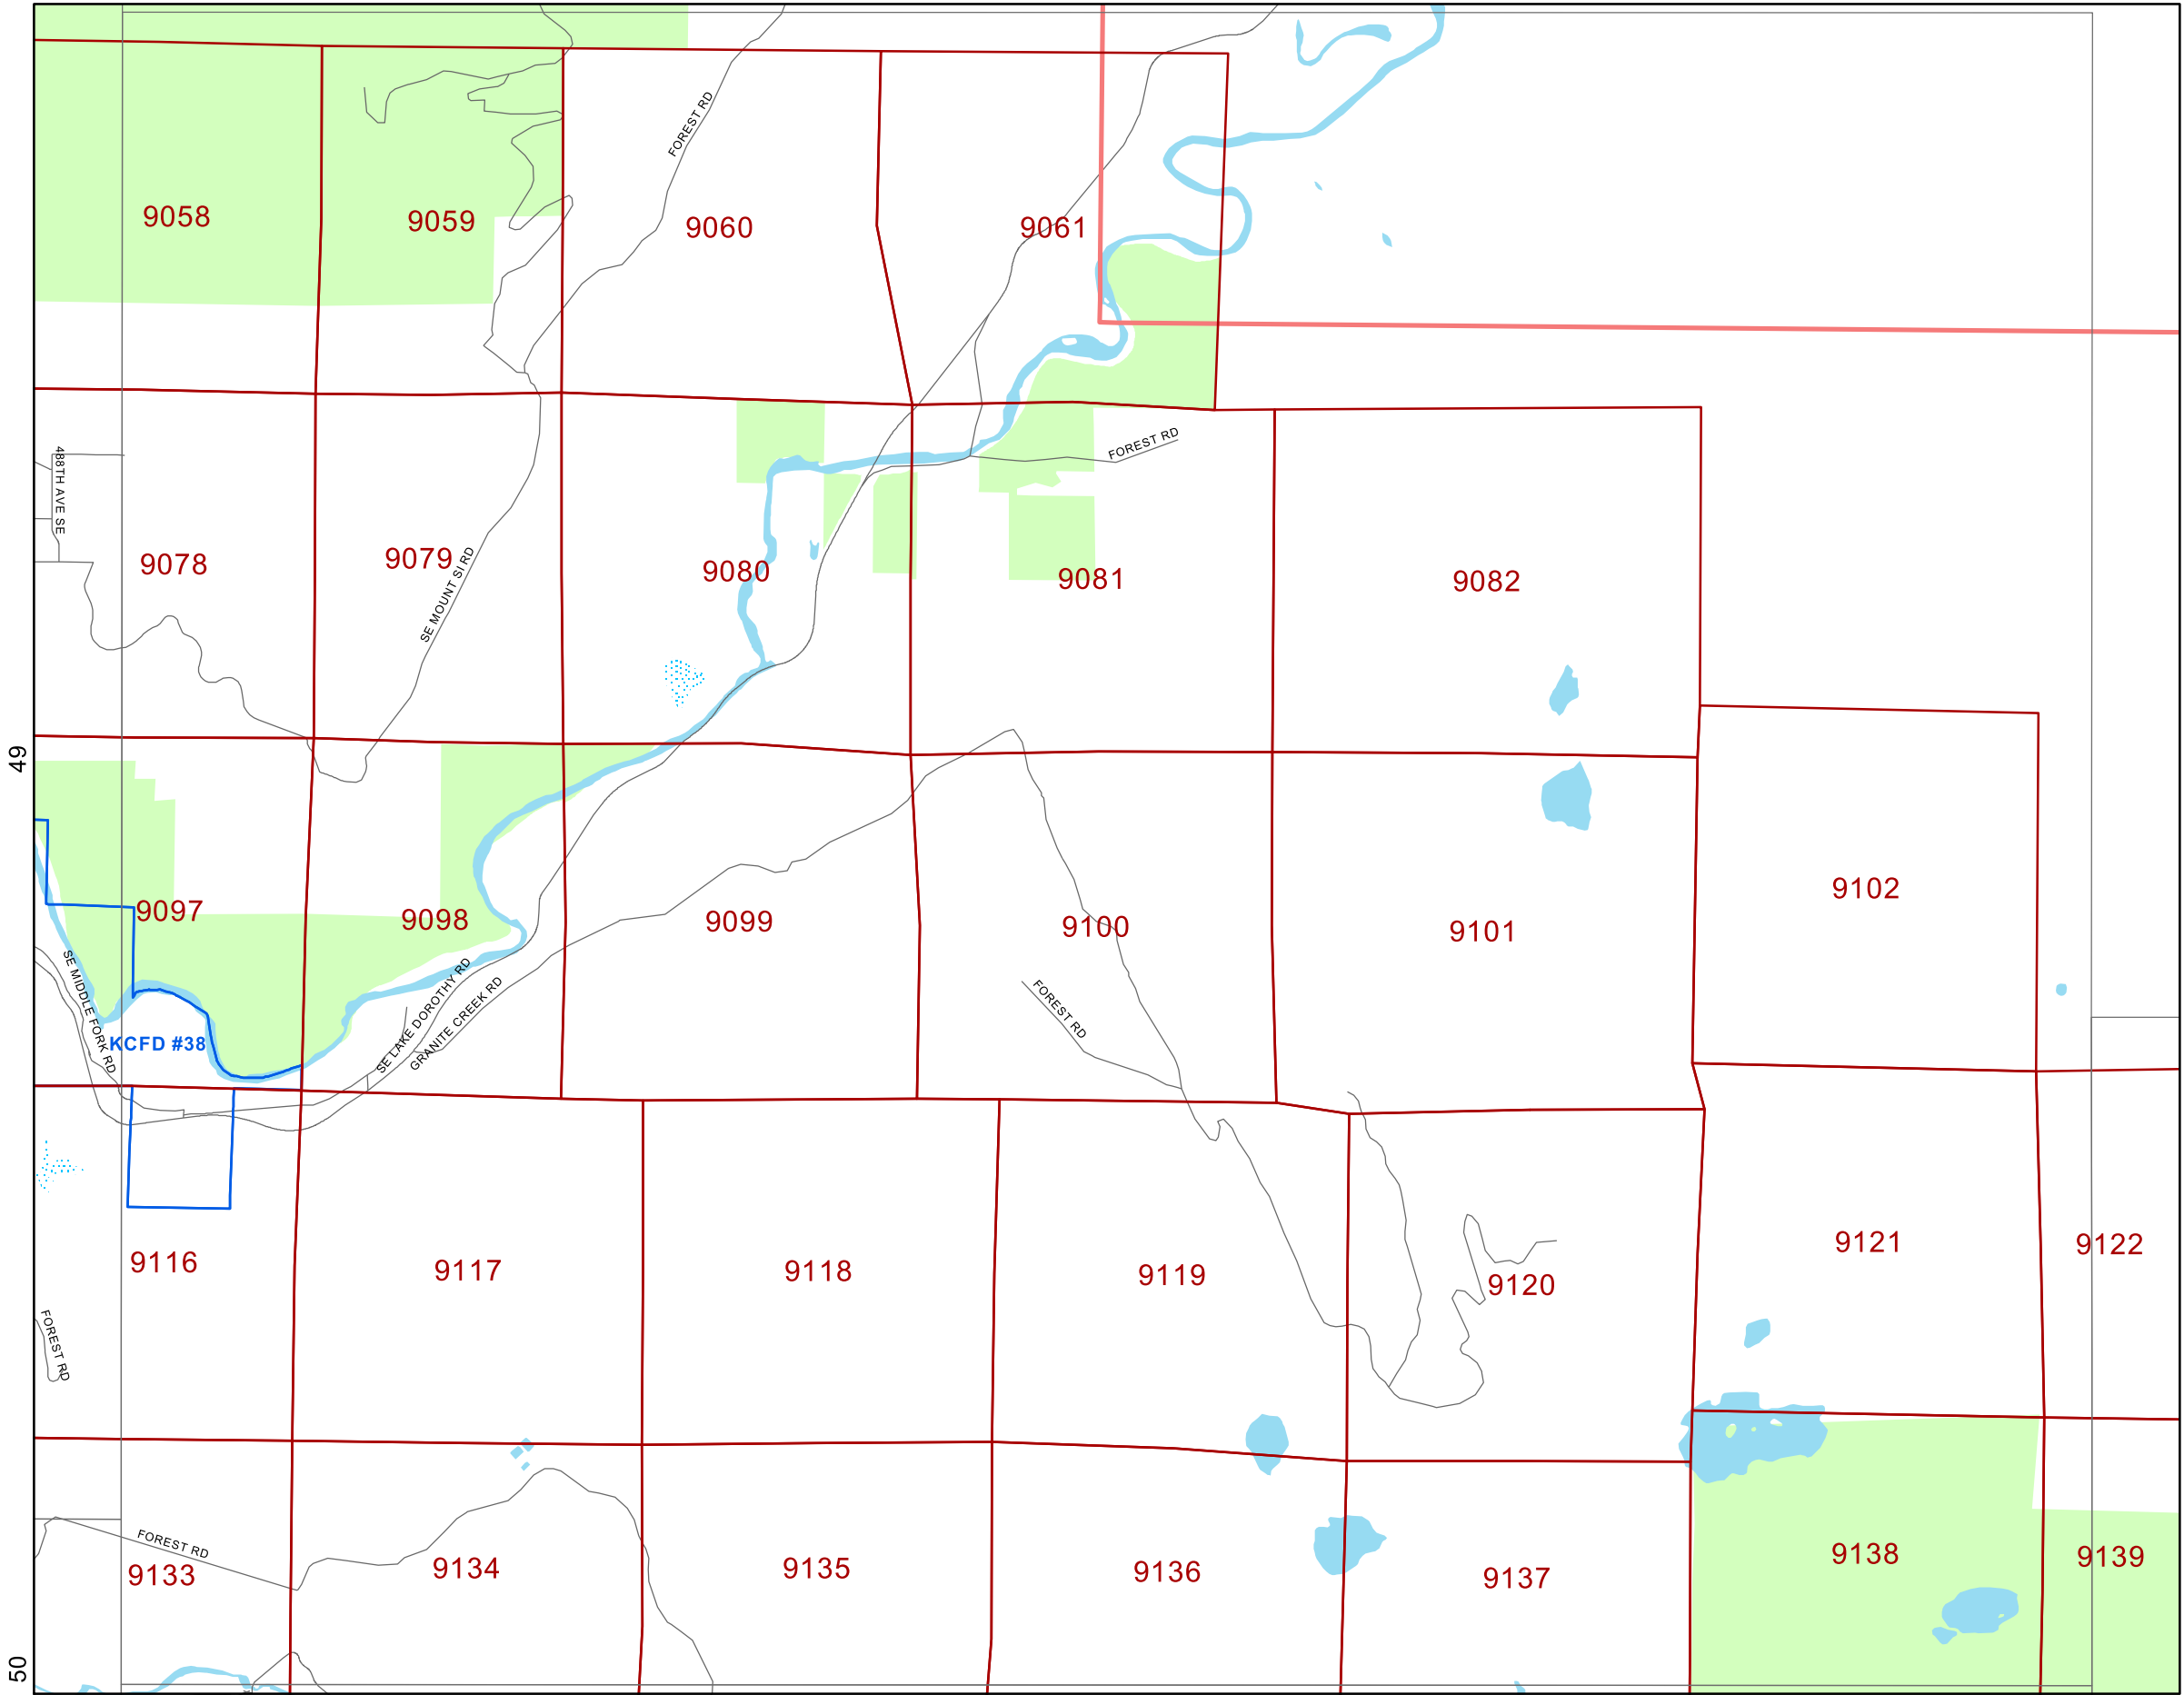 FOREST RD
9058
9059
9060
9061
FOREST RD
488TH AVE SE
9078
9079
SE MOUNT SI RD
9080
9081
9082
49
9097
9098
9099
9100
9101
9102
SE MIDDLE FORK RD
KCFD #38
SE LAKE DOROTHY RD
GRANITE CREEK RD
FOREST RD
9116
9117
9118
9119
9120
9121
9122
FOREST RD
FOREST RD
9133
9134
9135
9136
9137
9138
9139
50